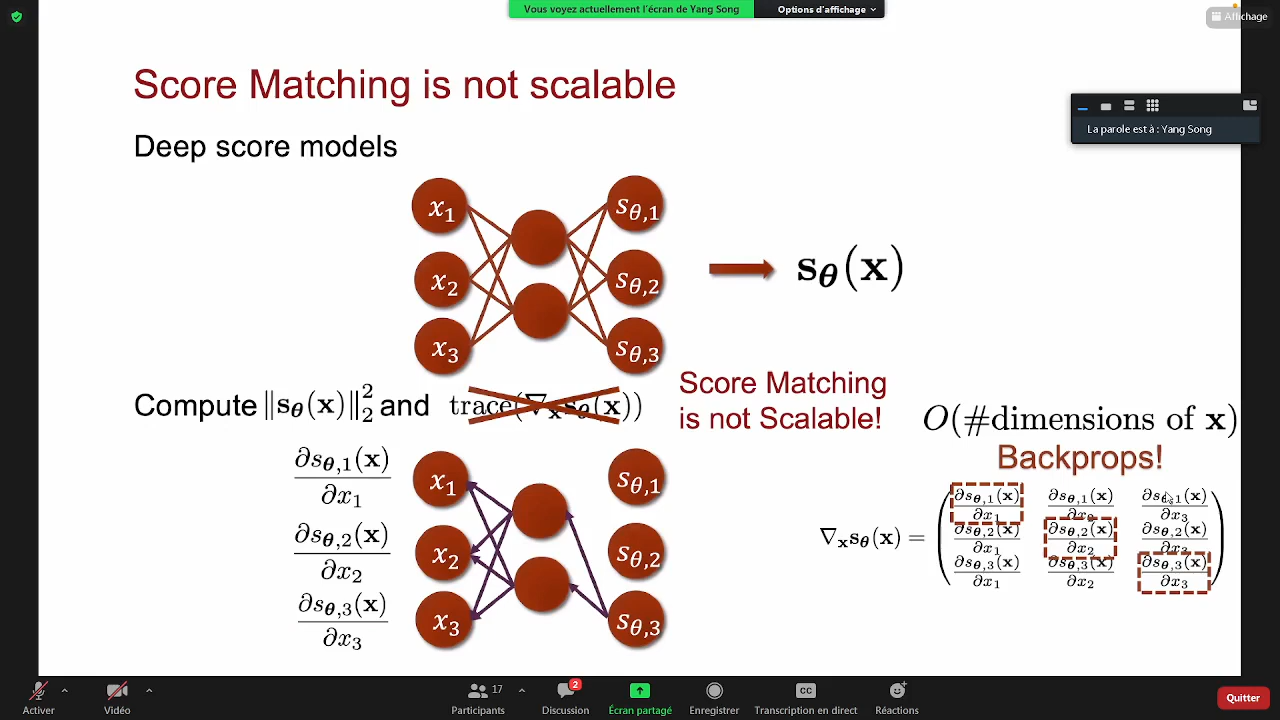 Vous voyez actuellement l'écran de Yang Song
Options d'affichage
Affichage
Score Matching is not scalable
La parole est à : Yang Song
Deep score models
x₁
x₂
x₃
s_θ,1
s_θ,2
s_θ,3
s_θ(x)
Compute ‖s_θ(x)‖₂² and trace(∇ₓs_θ(x))
Score Matching
is not Scalable!
O(#dimensions of x)
Backprops!
∂s_θ,1(x)/∂x₁
∂s_θ,2(x)/∂x₂
∂s_θ,3(x)/∂x₃
x₁
x₂
x₃
s_θ,1
s_θ,2
s_θ,3
∇ₓs_θ(x) =
∂s_θ,1(x)/∂x₁ ∂s_θ,1(x)/∂x₂ ∂s_θ,1(x)/∂x₃
∂s_θ,2(x)/∂x₁ ∂s_θ,2(x)/∂x₂ ∂s_θ,2(x)/∂x₃
∂s_θ,3(x)/∂x₁ ∂s_θ,3(x)/∂x₂ ∂s_θ,3(x)/∂x₃
Activer
Vidéo
17
Participants
2
Discussion
Écran partagé
Enregistrer
CC
Transcription en direct
Réactions
Quitter